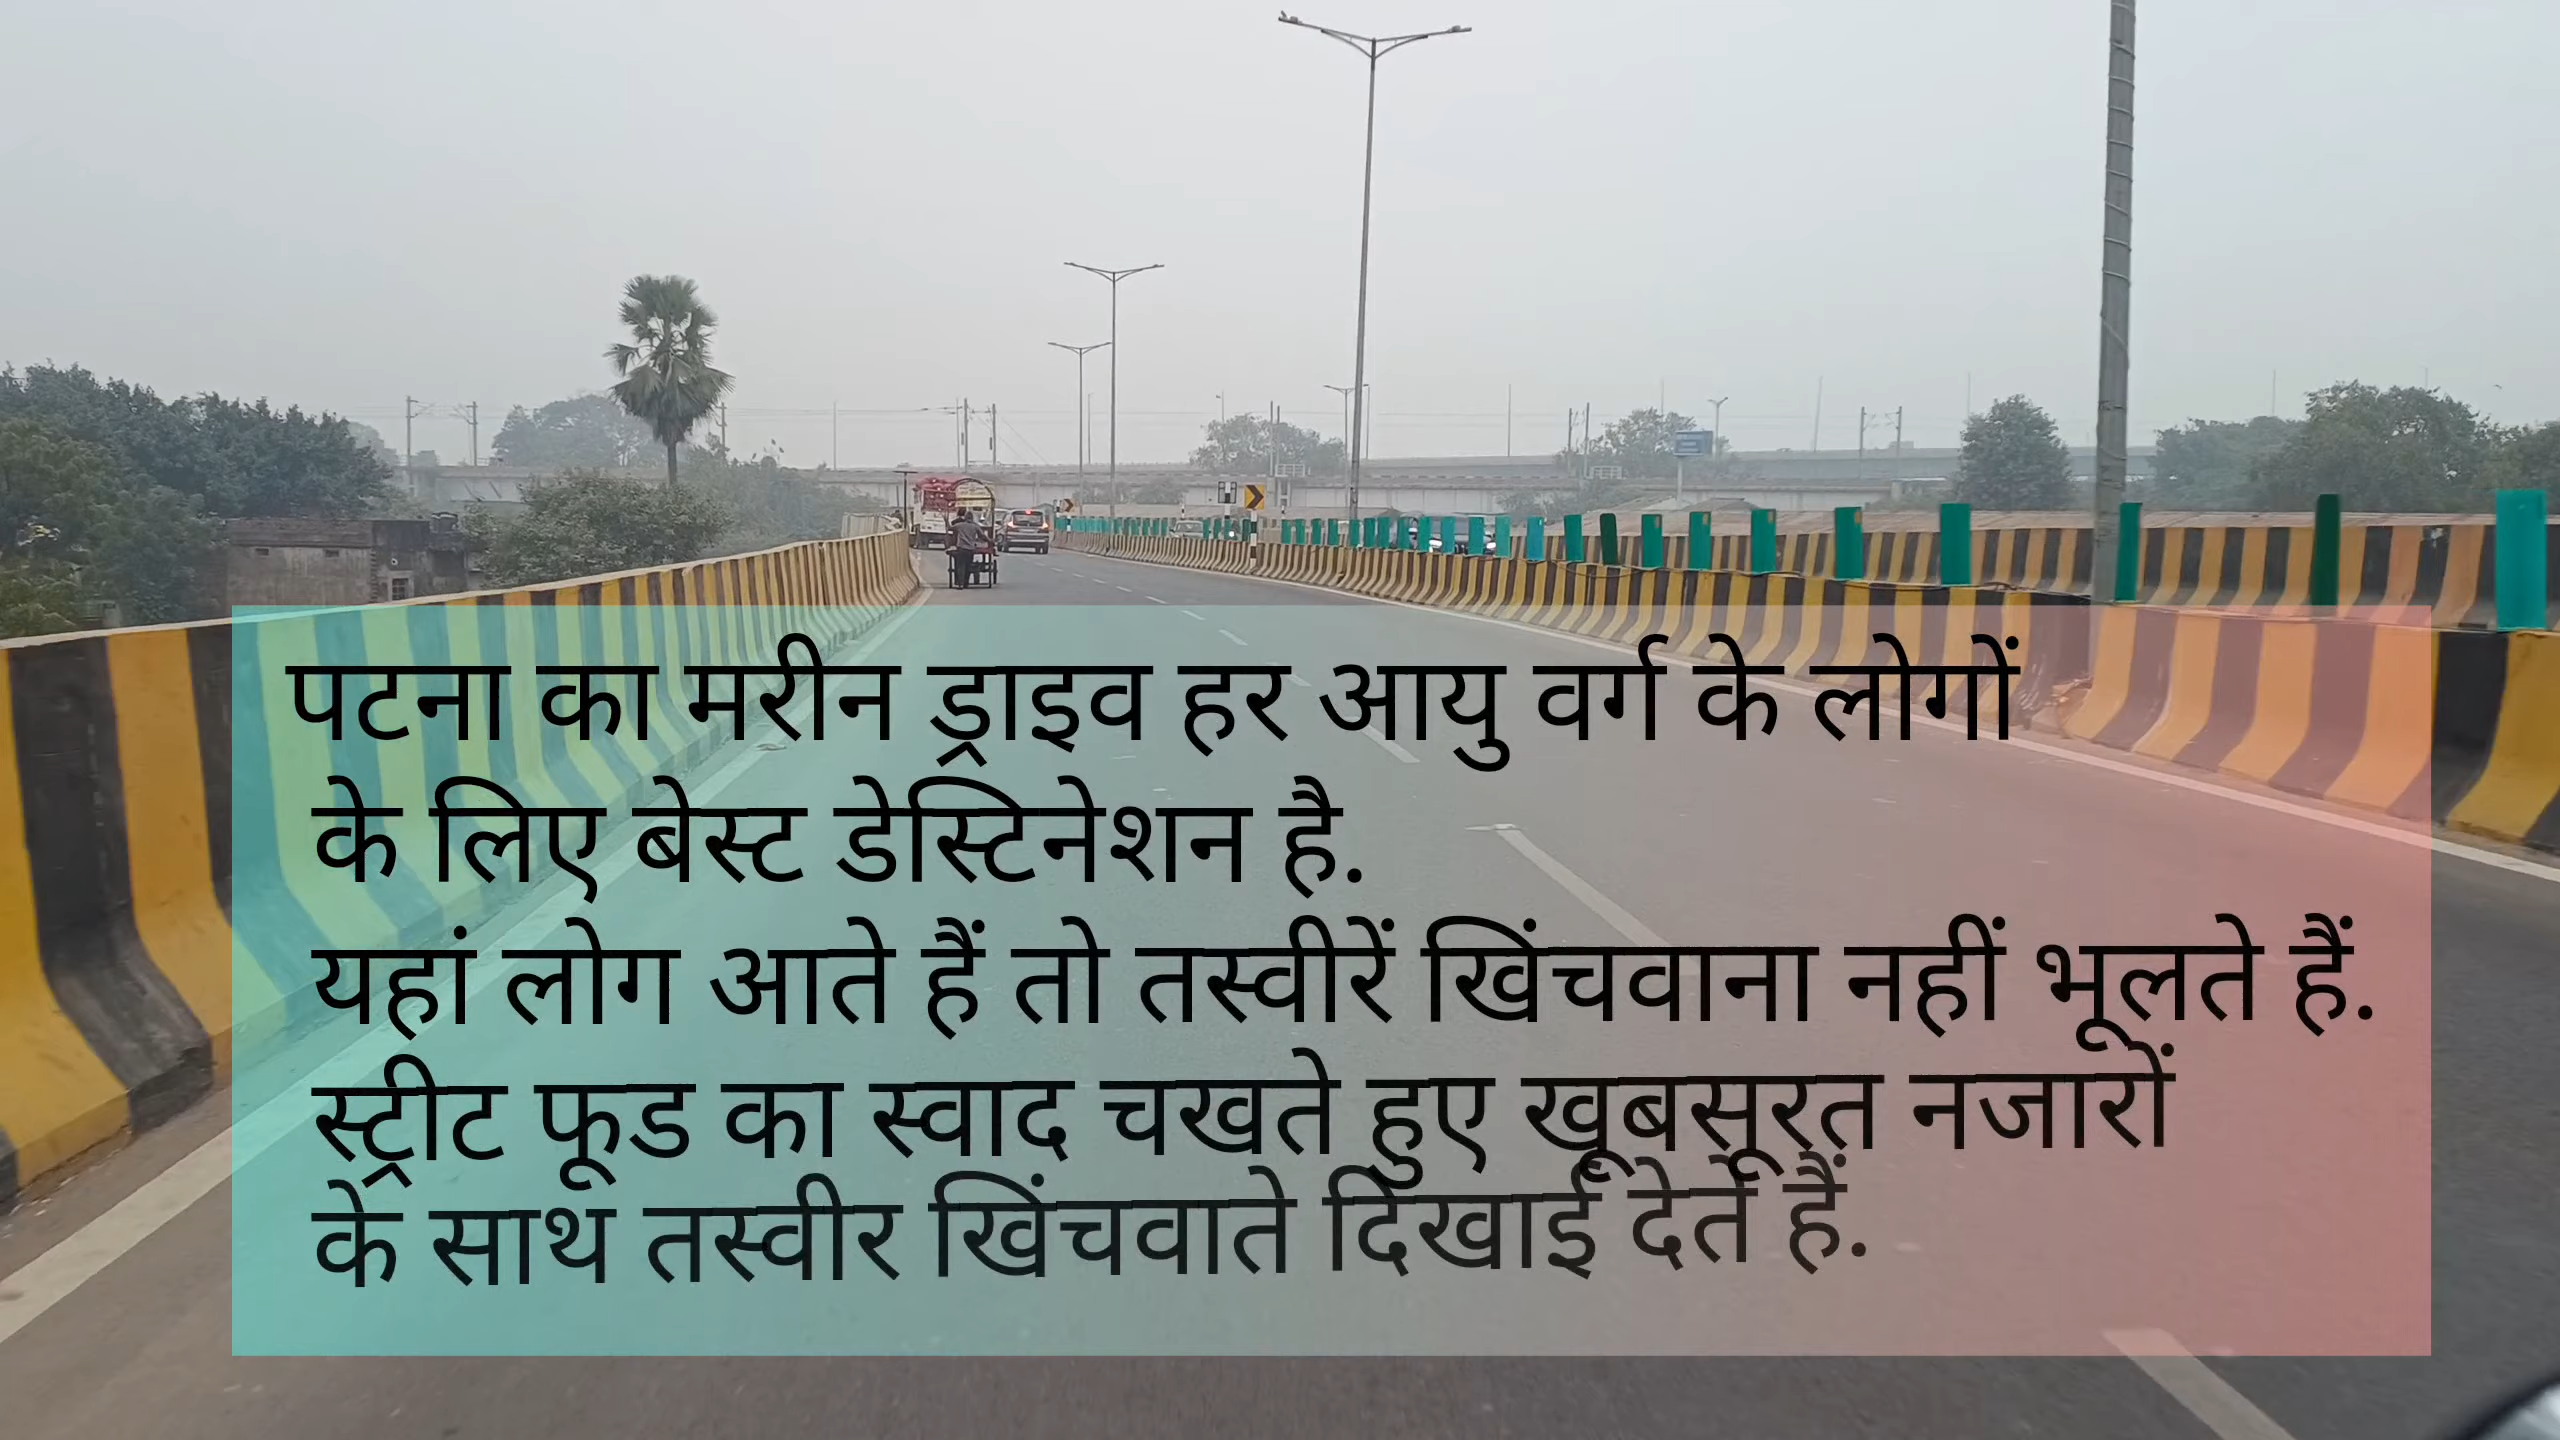 पटना का मरीन ड्राइव हर आयु वर्ग के लोगों
के लिए बेस्ट डेस्टिनेशन है.
यहां लोग आते हैं तो तस्वीरें खिंचवाना नहीं भूलते हैं.
स्ट्रीट फूड का स्वाद चखते हुए खूबसूरत नजारों
के साथ तस्वीर खिंचवाते दिखाई देते हैं.